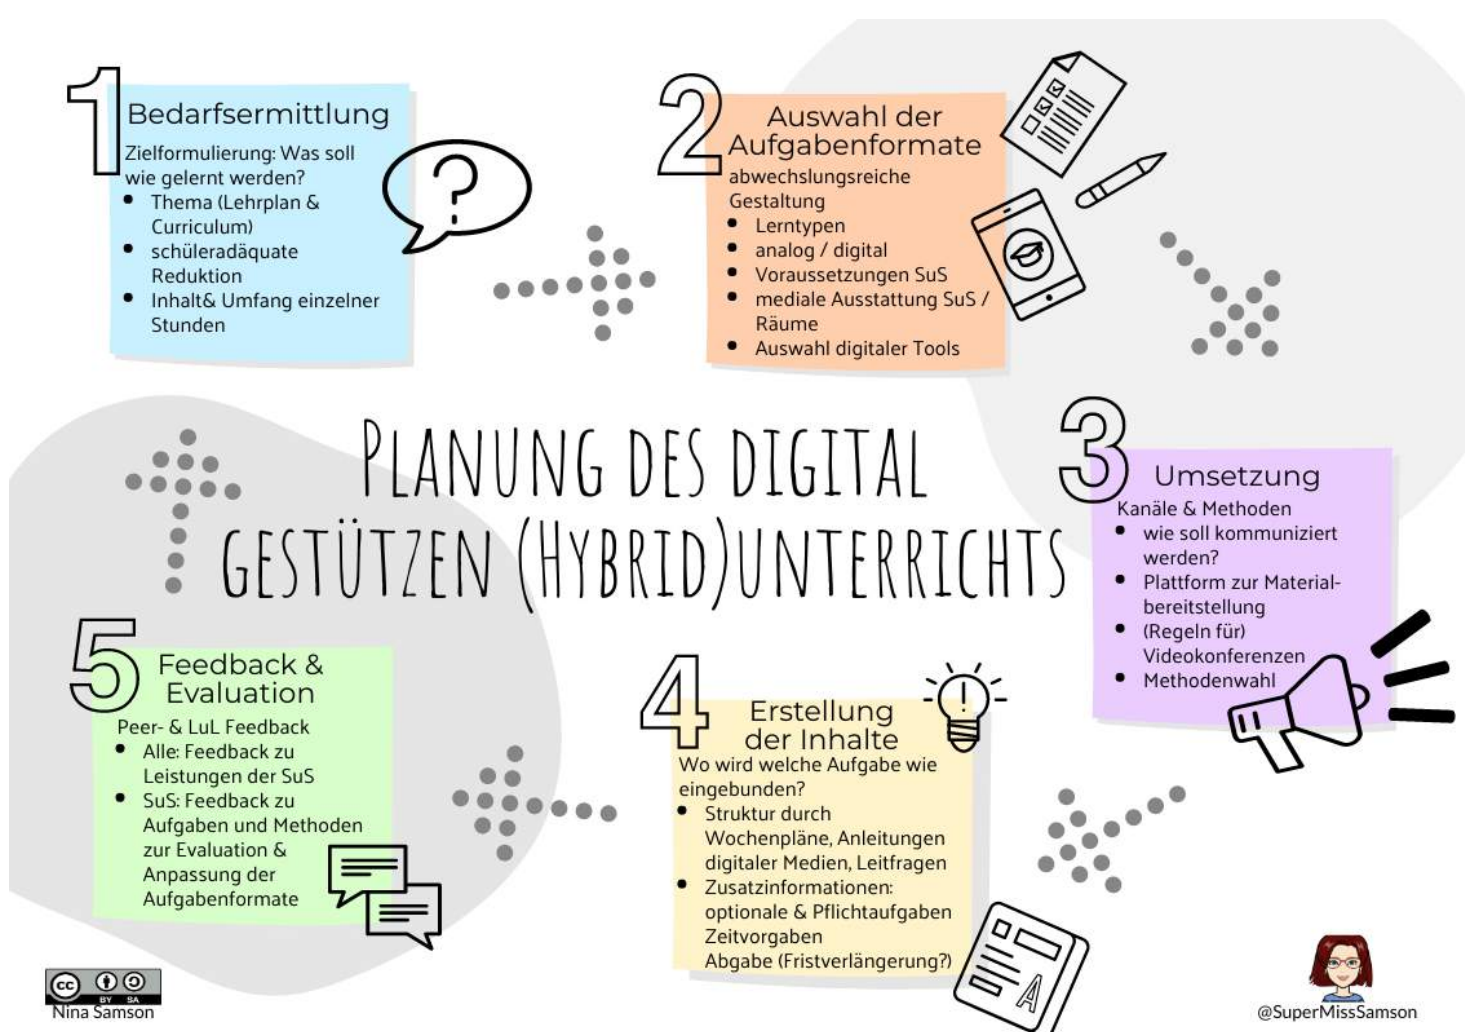 1
Bedarfsermittlung
Zielformulierung: Was soll
wie gelernt werden?
• Thema (Lehrplan &
Curriculum)
• schüleradäquate
Reduktion
• Inhalt& Umfang einzelner
Stunden
?
2
Auswahl der
Aufgabenformate
abwechslungsreiche
Gestaltung
• Lerntypen
• analog / digital
• Voraussetzungen SuS
• mediale Ausstattung SuS /
Räume
• Auswahl digitaler Tools
Planung des digital
gestützen (Hybrid)unterrichts
3
Umsetzung
Kanäle & Methoden
• wie soll kommuniziert
werden?
• Plattform zur Material-
bereitstellung
• (Regeln für)
Videokonferenzen
• Methodenwahl
4
Erstellung
der Inhalte
Wo wird welche Aufgabe wie
eingebunden?
• Struktur durch
Wochenpläne, Anleitungen
digitaler Medien, Leitfragen
• Zusatzinformationen:
optionale & Pflichtaufgaben
Zeitvorgaben
Abgabe (Fristverlängerung?)
!
A
5
Feedback &
Evaluation
Peer- & LuL Feedback
• Alle: Feedback zu
Leistungen der SuS
• SuS: Feedback zu
Aufgaben und Methoden
zur Evaluation &
Anpassung der
Aufgabenformate
cc
BY SA
Nina Samson
@SuperMissSamson